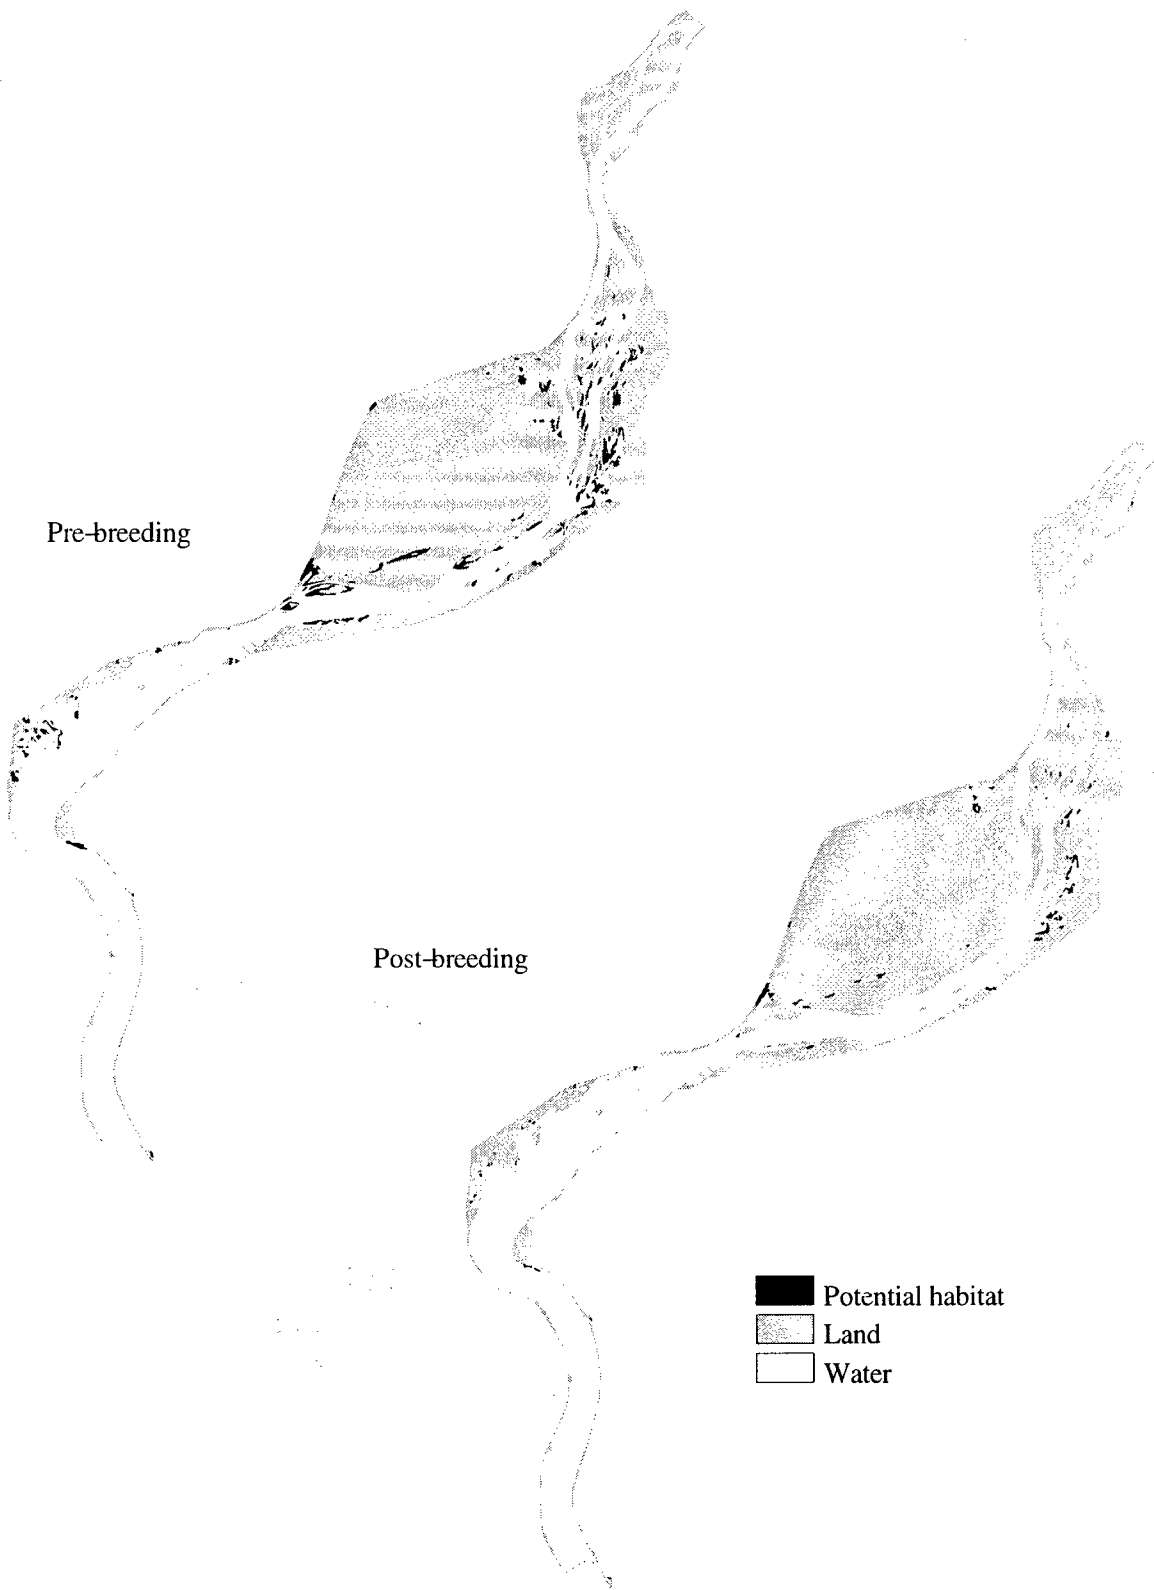 Pre-breeding
Post-breeding
Potential habitat
Land
Water